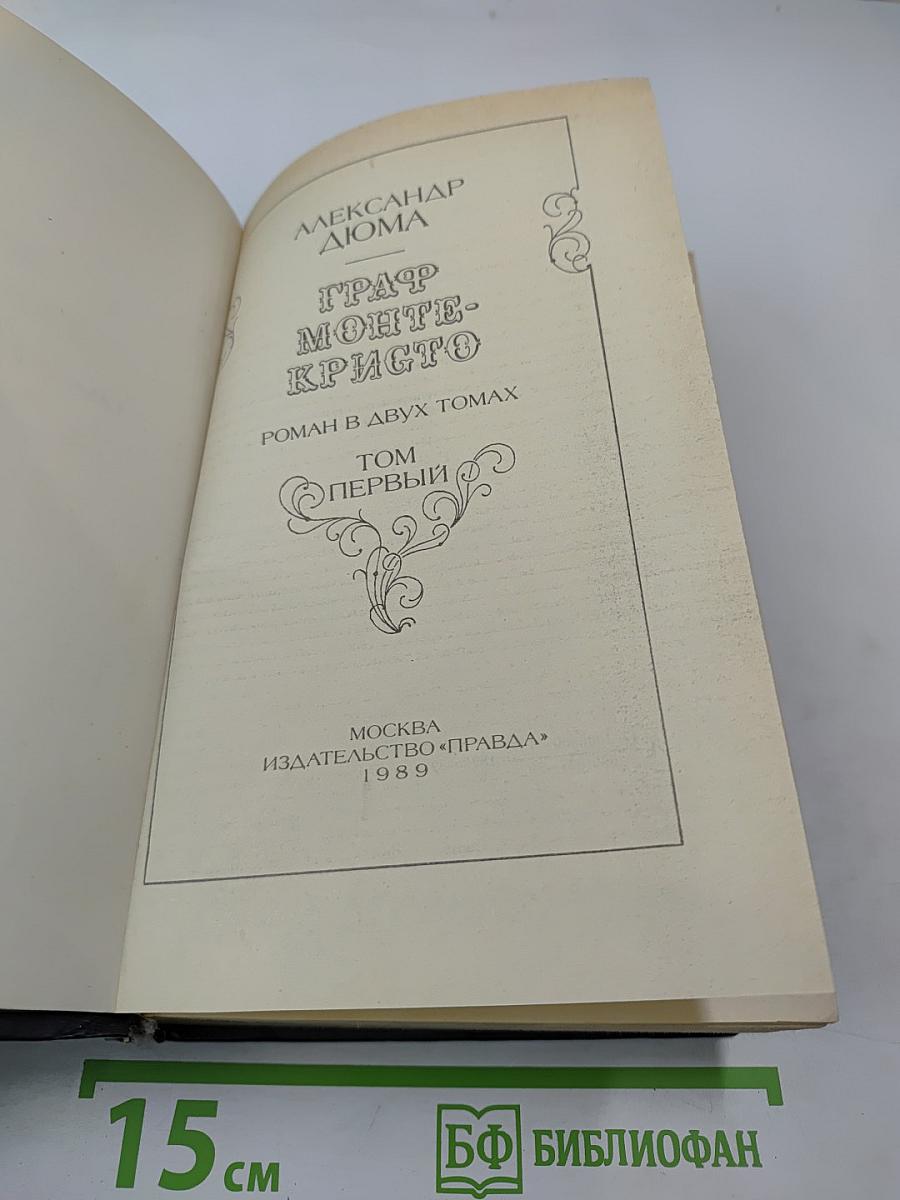 АЛЕКСАНДР
ДЮМА
ГРАФ
МОНТЕ-
КРИСТО
РОМАН В ДВУХ ТОМАХ
ТОМ
ПЕРВЫЙ
МОСКВА
ИЗДАТЕЛЬСТВО «ПРАВДА»
1989
15 см
БФ БИБЛИОФАН